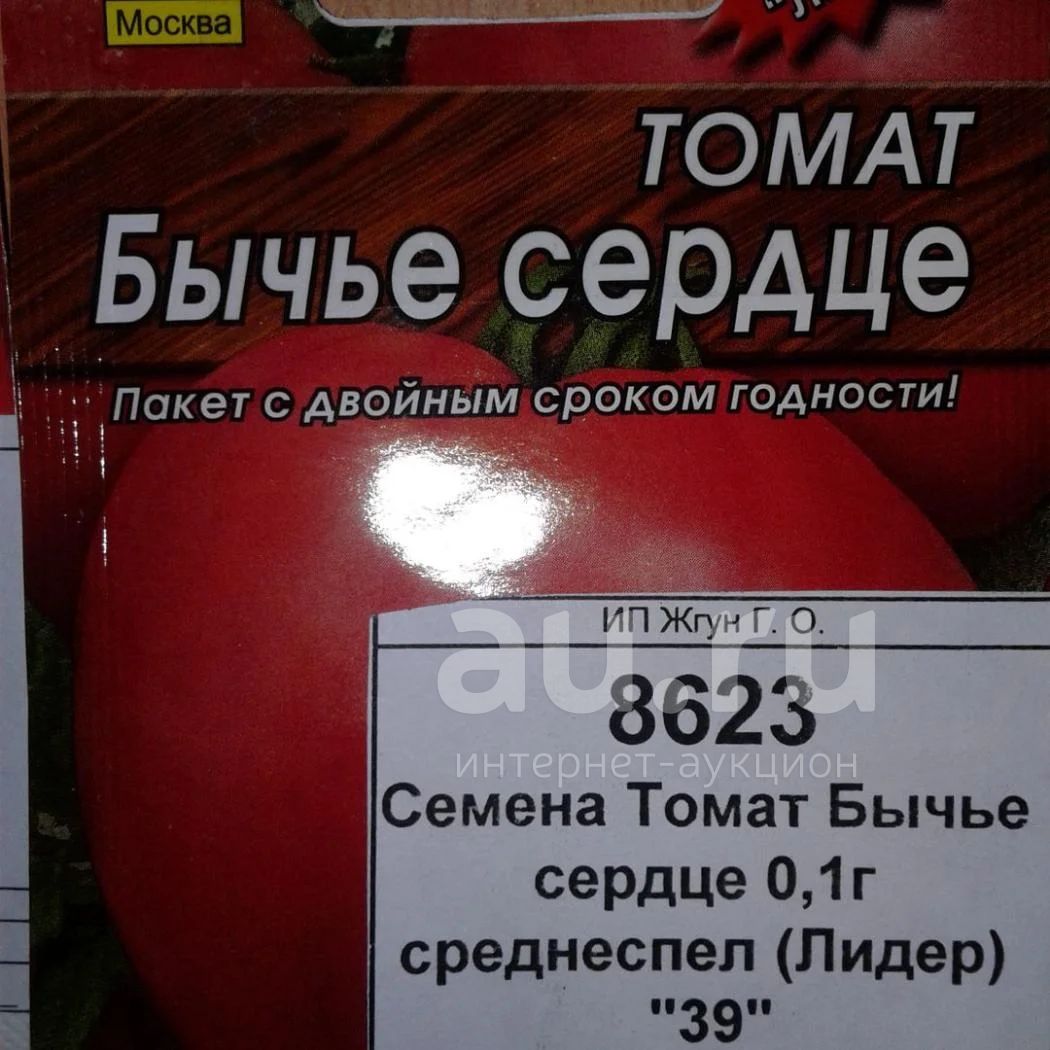 Москва
ТОМАТ
Бычье сердце
Пакет с двойным сроком годности!
ИП Жгун Г. О.
au.ru
8623
интернет-аукцион
Семена Томат Бычье
сердце 0,1г
среднеспел (Лидер)
"39"